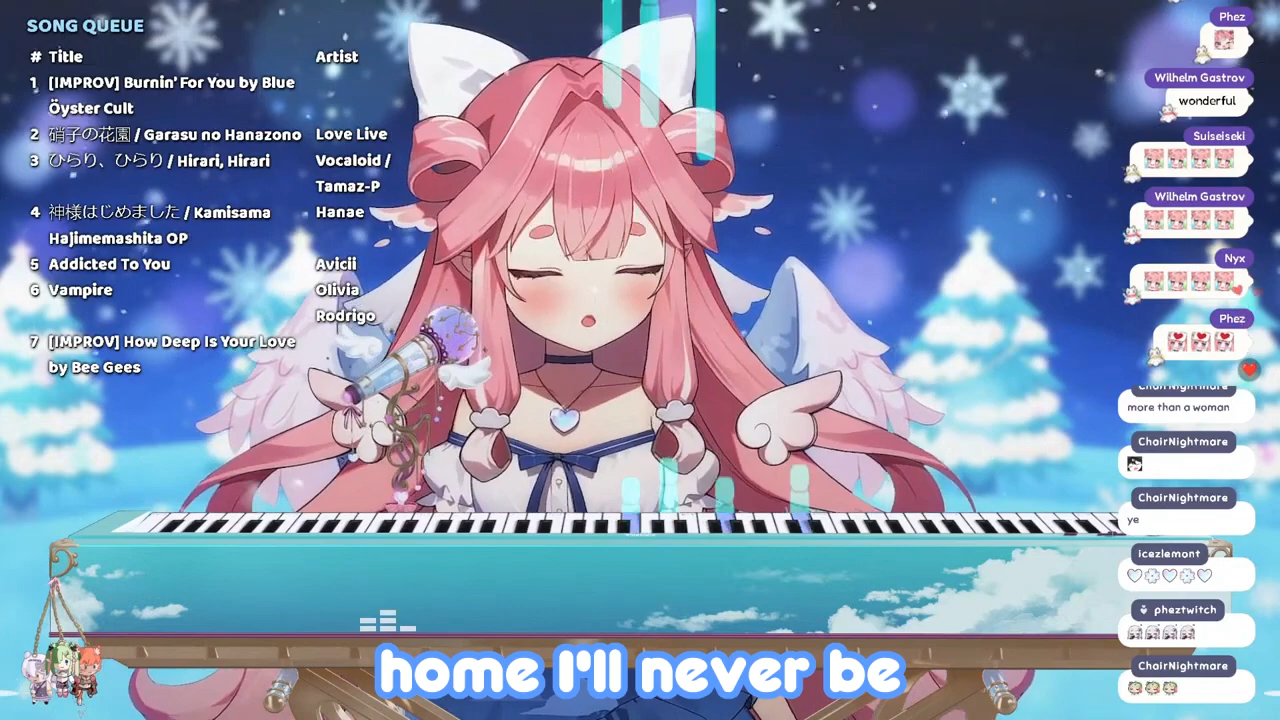 SONG QUEUE
# Title Artist
1 [IMPROV] Burnin' For You by Blue
Öyster Cult
2 硝子の花園 / Garasu no Hanazono Love Live
3 ひらり、ひらり / Hirari, Hirari Vocaloid /
Tamaz-P
4 神様はじめました / Kamisama Hanae
Hajimemashita OP
5 Addicted To You Avicii
6 Vampire Olivia
Rodrigo
7 [IMPROV] How Deep Is Your Love
by Bee Gees
Phez
Wilhelm Gastrov
wonderful
Suiseiseki
Wilhelm Gastrov
Nyx
Phez
ChairNightmare
more than a woman
ChairNightmare
ChairNightmare
ye
icezlemont
pheztwitch
ChairNightmare
home I'll never be